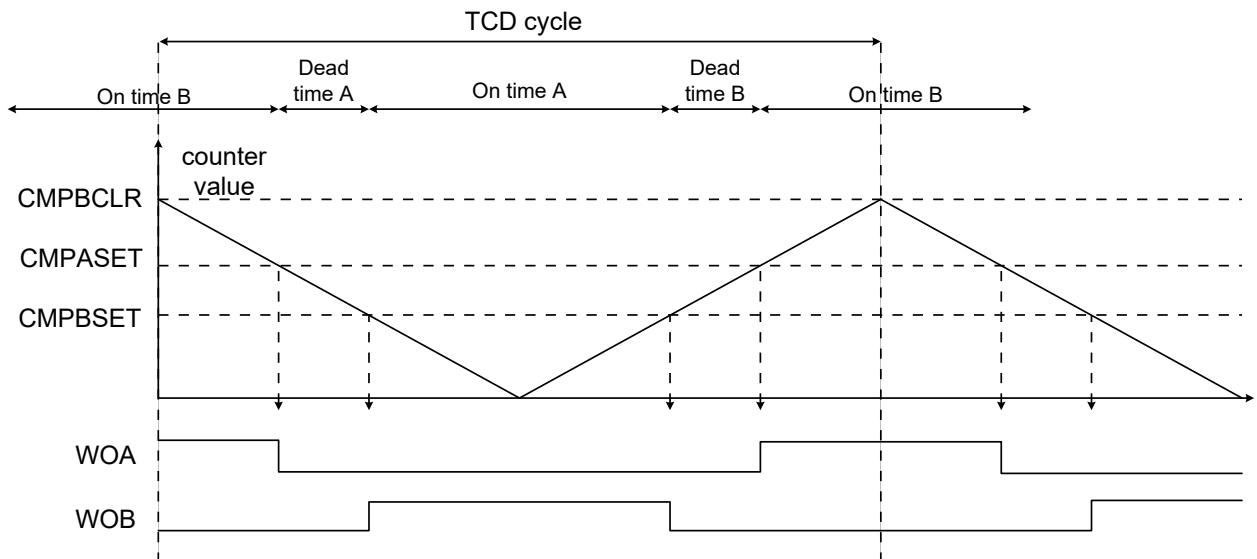 TCD cycle
On time B
Dead
time A
On time A
Dead
time B
On time B
counter
value
CMPBCLR
CMPASET
CMPBSET
WOA
WOB